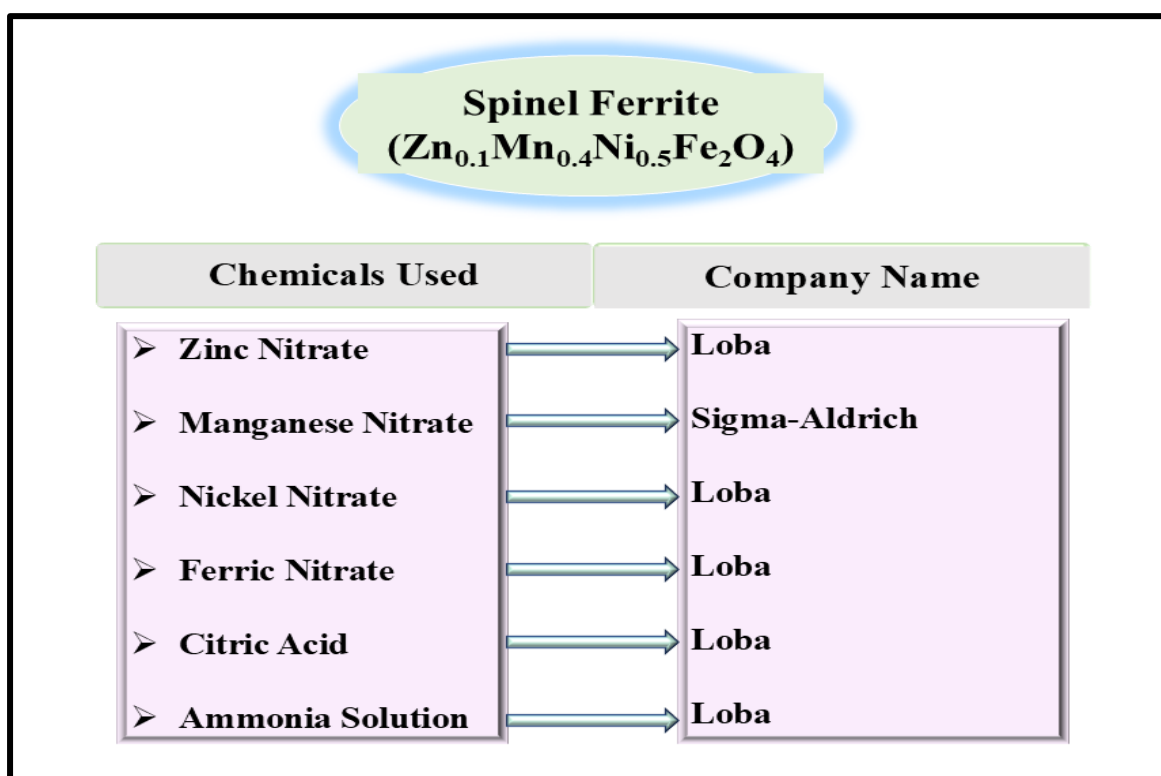 Spinel Ferrite
(Zn₀.₁Mn₀.₄Ni₀.₅Fe₂O₄)
Chemicals Used
Company Name
➢ Zinc Nitrate
Loba
➢ Manganese Nitrate
Sigma-Aldrich
➢ Nickel Nitrate
Loba
➢ Ferric Nitrate
Loba
➢ Citric Acid
Loba
➢ Ammonia Solution
Loba